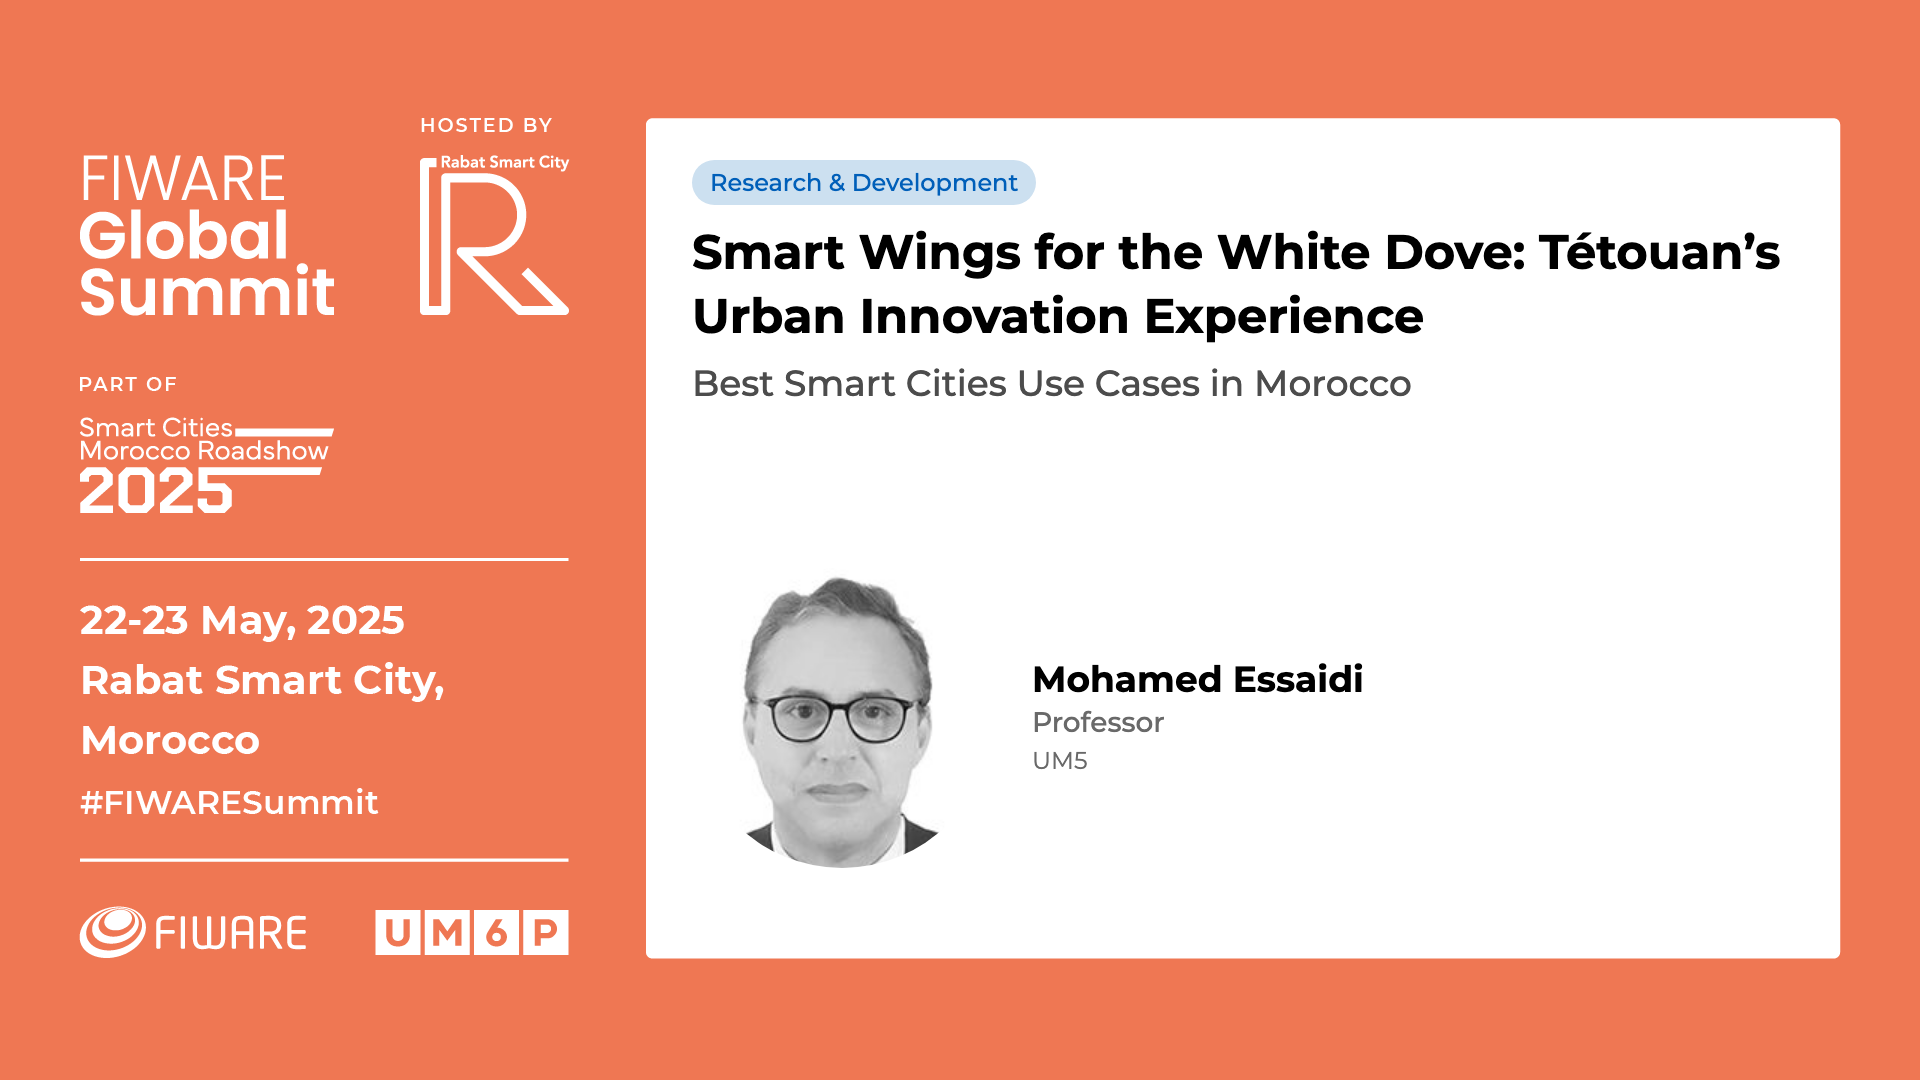 FIWARE
Global
Summit
HOSTED BY
Rabat Smart City
R
PART OF
Smart Cities
Morocco Roadshow
2025
22-23 May, 2025
Rabat Smart City,
Morocco
#FIWARESummit
FIWARE
UM6P
Research & Development
Smart Wings for the White Dove: Tétouan’s
Urban Innovation Experience
Best Smart Cities Use Cases in Morocco
Mohamed Essaidi
Professor
UM5